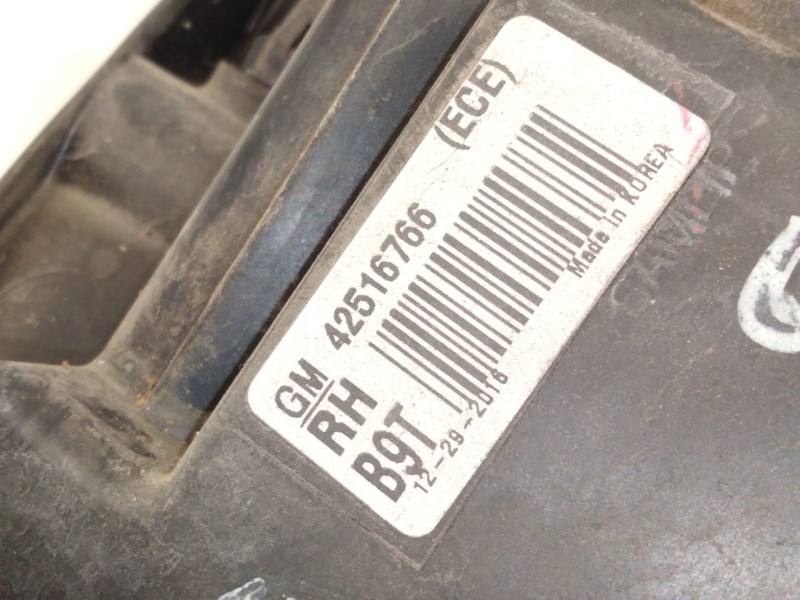 GM 42516766 (ECE)
RH
B9T
12-29-2016
Made in KOREA